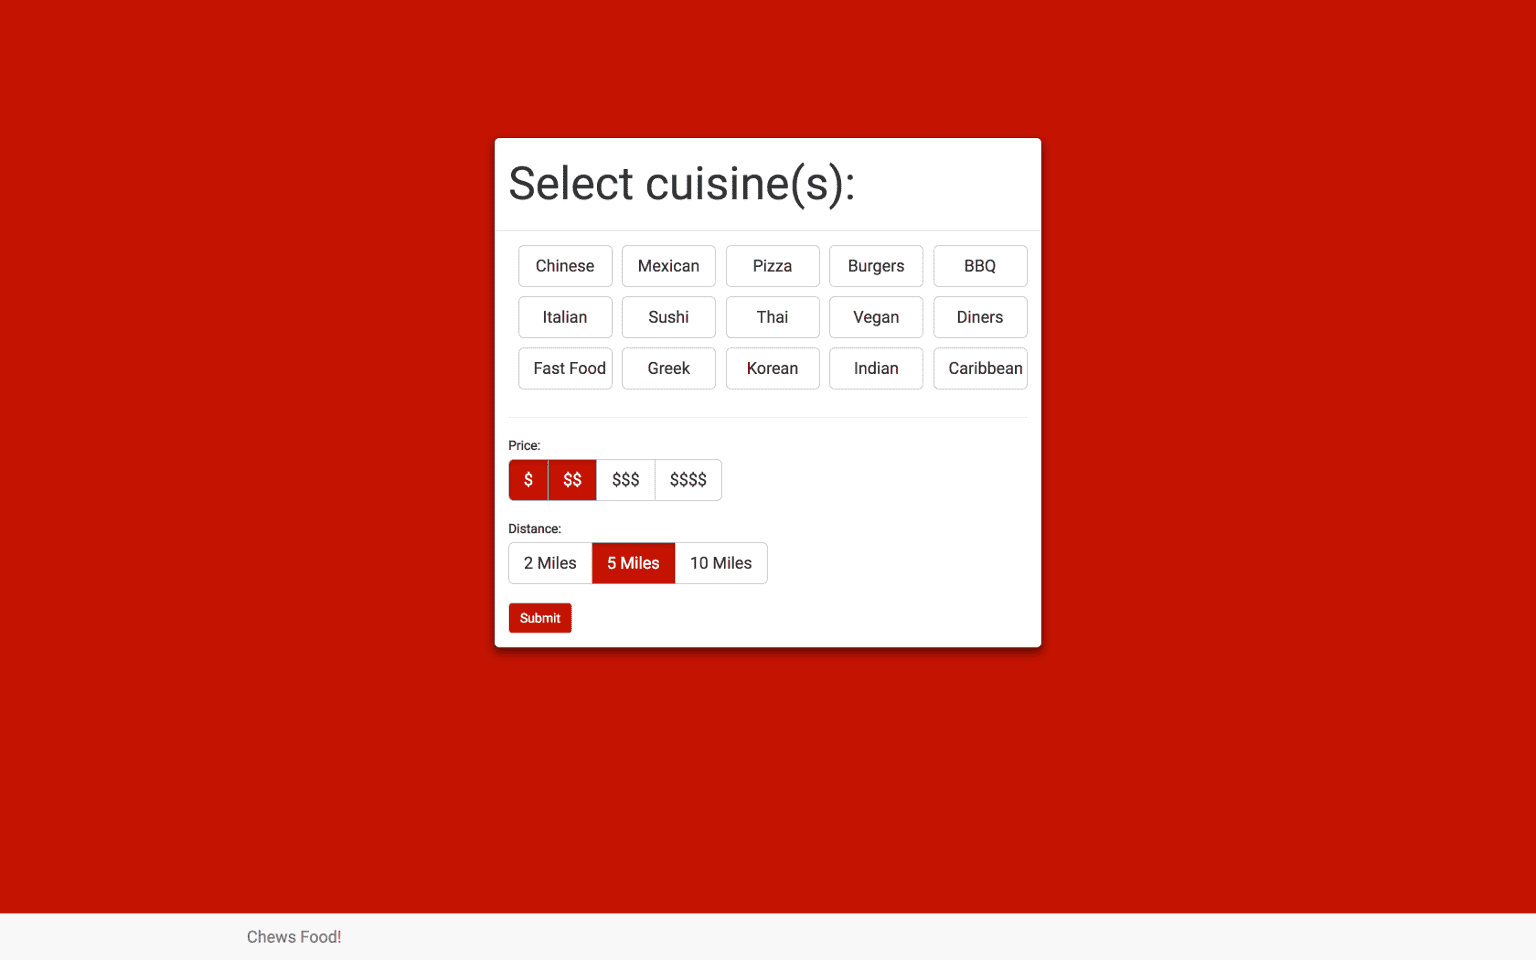 Select cuisine(s):
Chinese Mexican Pizza Burgers BBQ
Italian Sushi Thai Vegan Diners
Fast Food Greek Korean Indian Caribbean
Price:
$ $$ $$$ $$$$
Distance:
2 Miles 5 Miles 10 Miles
Submit
Chews Food!